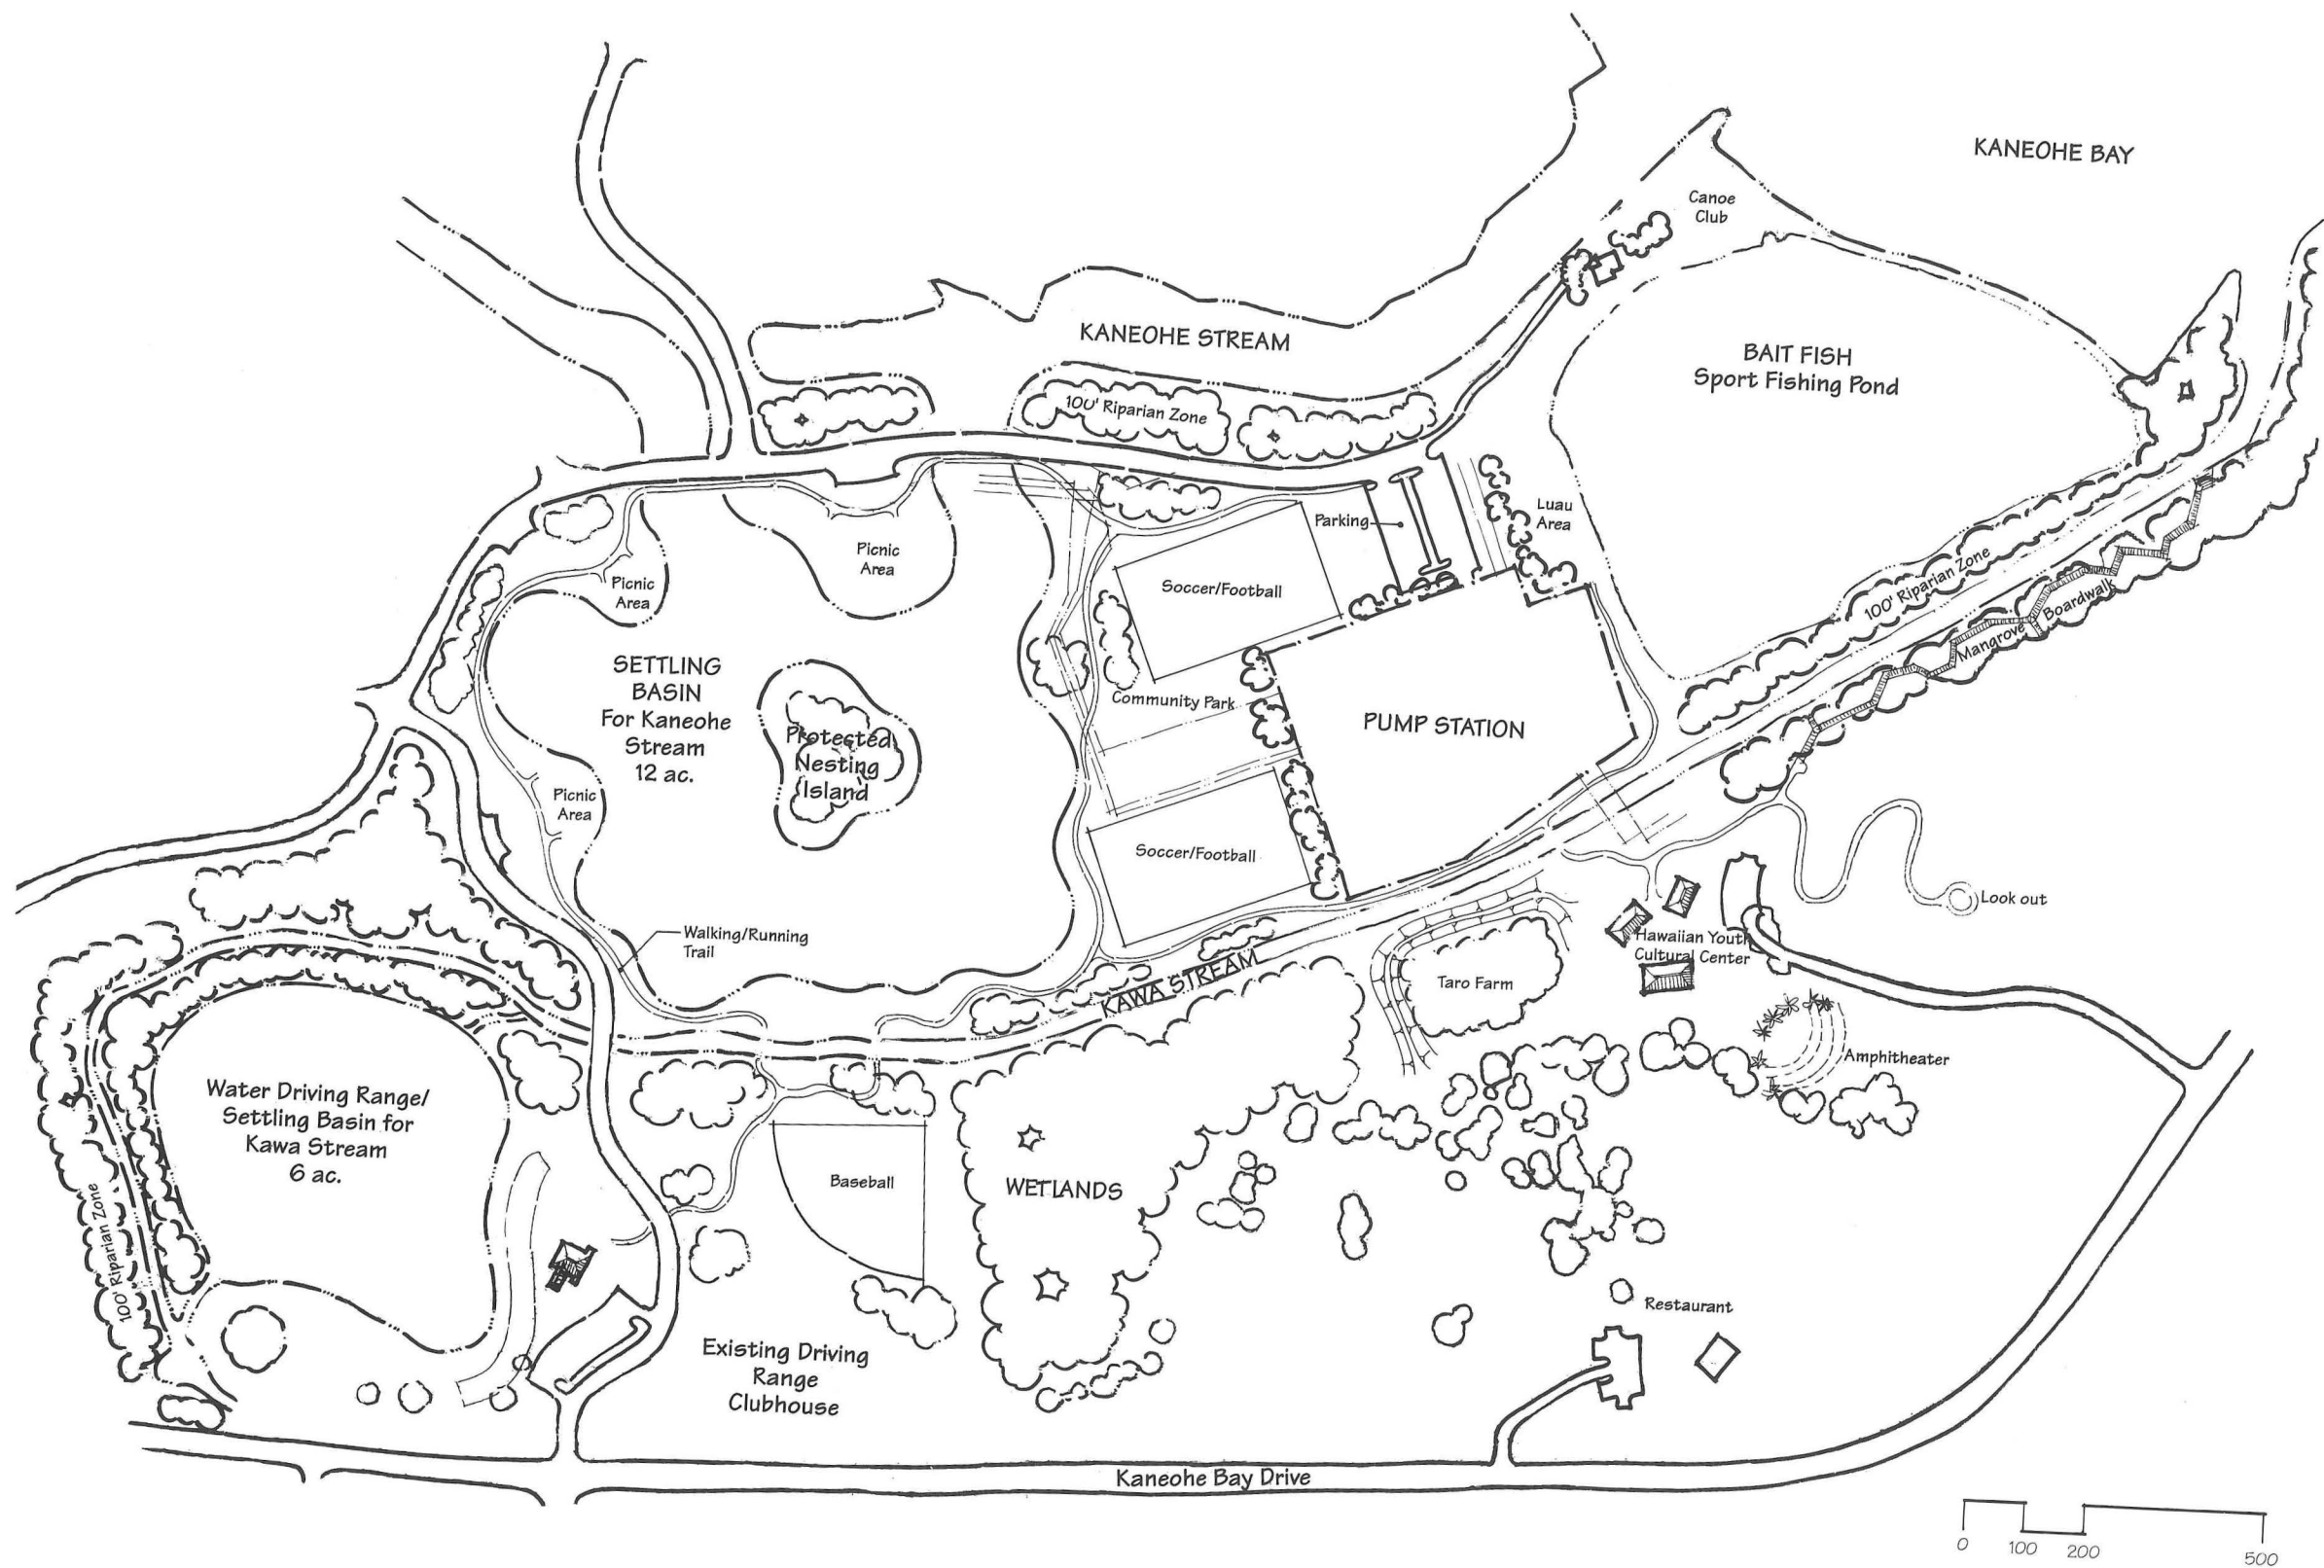 KANEOHE BAY
Canoe
Club
KANEOHE STREAM
BAIT FISH
Sport Fishing Pond
100' Riparian Zone
Parking
Luau
Area
Picnic
Area
Picnic
Area
Soccer/Football
100' Riparian Zone
Mangrove Boardwalk
SETTLING
BASIN
For Kaneohe
Stream
12 ac.
Protected
Nesting
Island
Community Park
PUMP STATION
Picnic
Area
Soccer/Football
Look out
Walking/Running
Trail
Hawaiian Youth
Cultural Center
KAWA STREAM
Taro Farm
Amphitheater
Water Driving Range/
Settling Basin for
Kawa Stream
6 ac.
100' Riparian Zone
Baseball
WETLANDS
Restaurant
Existing Driving
Range
Clubhouse
Kaneohe Bay Drive
0 100 200 500